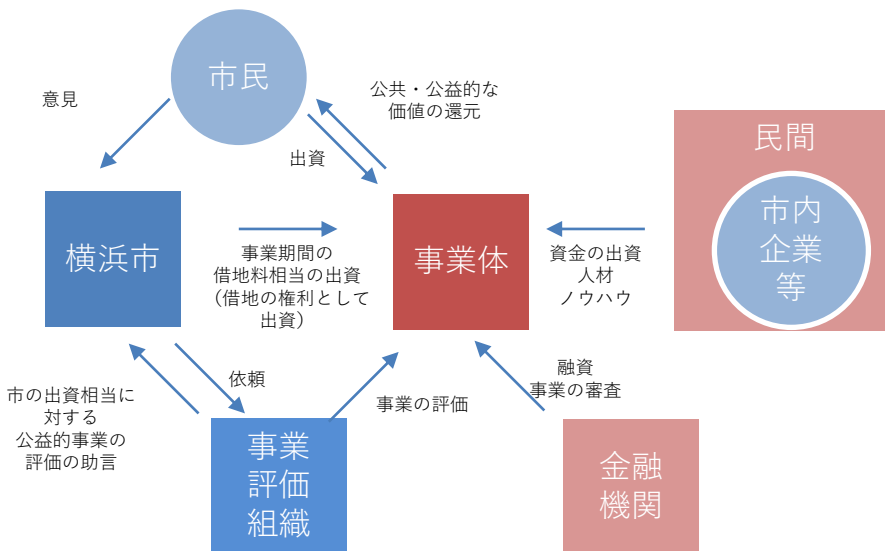 市民
意見
公共・公益的な
価値の還元
出資
民間
市内
企業
等
横浜市
事業期間の
借地料相当の出資
（借地の権利として
出資）
事業体
資金の出資
人材
ノウハウ
市の出資相当に
対する
公益的事業の
評価の助言
依頼
事業の評価
融資
事業の審査
事業
評価
組織
金融
機関